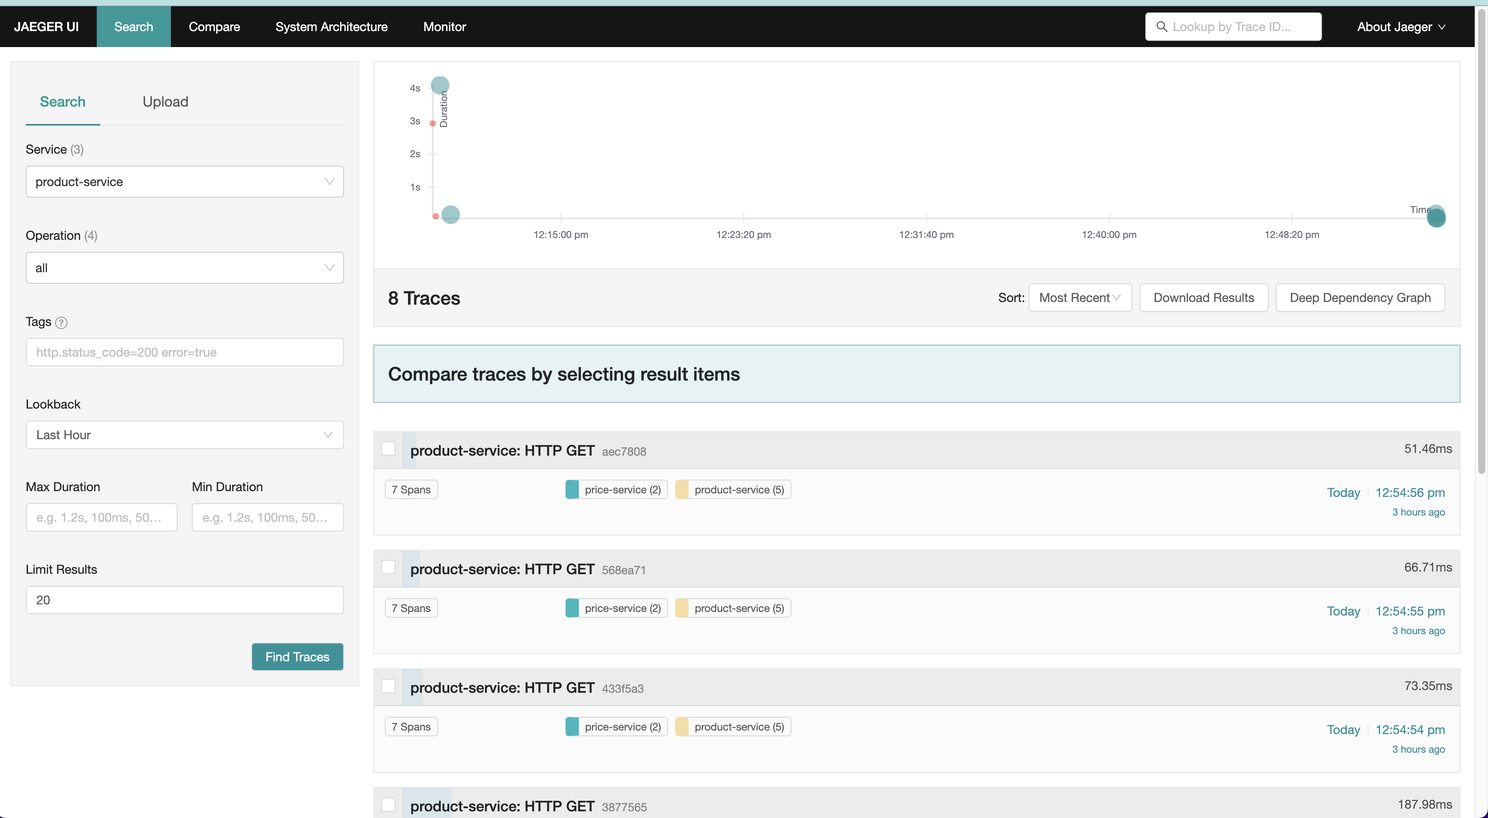 JAEGER UI
Search
Compare
System Architecture
Monitor
Lookup by Trace ID...
About Jaeger
Search
Upload
Service (3)
product-service
Operation (4)
all
Tags ?
http.status_code=200 error=true
Lookback
Last Hour
Max Duration
Min Duration
e.g. 1.2s, 100ms, 50...
e.g. 1.2s, 100ms, 50...
Limit Results
20
Find Traces
4s
3s
2s
1s
Duration
Time
12:15:00 pm
12:23:20 pm
12:31:40 pm
12:40:00 pm
12:48:20 pm
8 Traces
Sort:
Most Recent
Download Results
Deep Dependency Graph
Compare traces by selecting result items
product-service: HTTP GET aec7808
51.46ms
7 Spans
price-service (2)
product-service (5)
Today
12:54:56 pm
3 hours ago
product-service: HTTP GET 568ea71
66.71ms
7 Spans
price-service (2)
product-service (5)
Today
12:54:55 pm
3 hours ago
product-service: HTTP GET 433f5a3
73.35ms
7 Spans
price-service (2)
product-service (5)
Today
12:54:54 pm
3 hours ago
product-service: HTTP GET 3877565
187.98ms